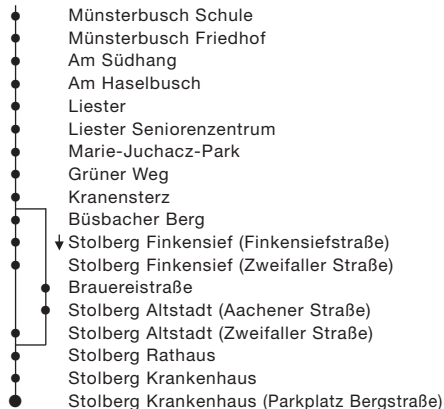 Münsterbusch Schule
Münsterbusch Friedhof
Am Südhang
Am Haselbusch
Liester
Liester Seniorenzentrum
Marie-Juchacz-Park
Grüner Weg
Kranensterz
Büsbacher Berg
Stolberg Finkensief (Finkensiefstraße)
Stolberg Finkensief (Zweifaller Straße)
Brauereistraße
Stolberg Altstadt (Aachener Straße)
Stolberg Altstadt (Zweifaller Straße)
Stolberg Rathaus
Stolberg Krankenhaus
Stolberg Krankenhaus (Parkplatz Bergstraße)